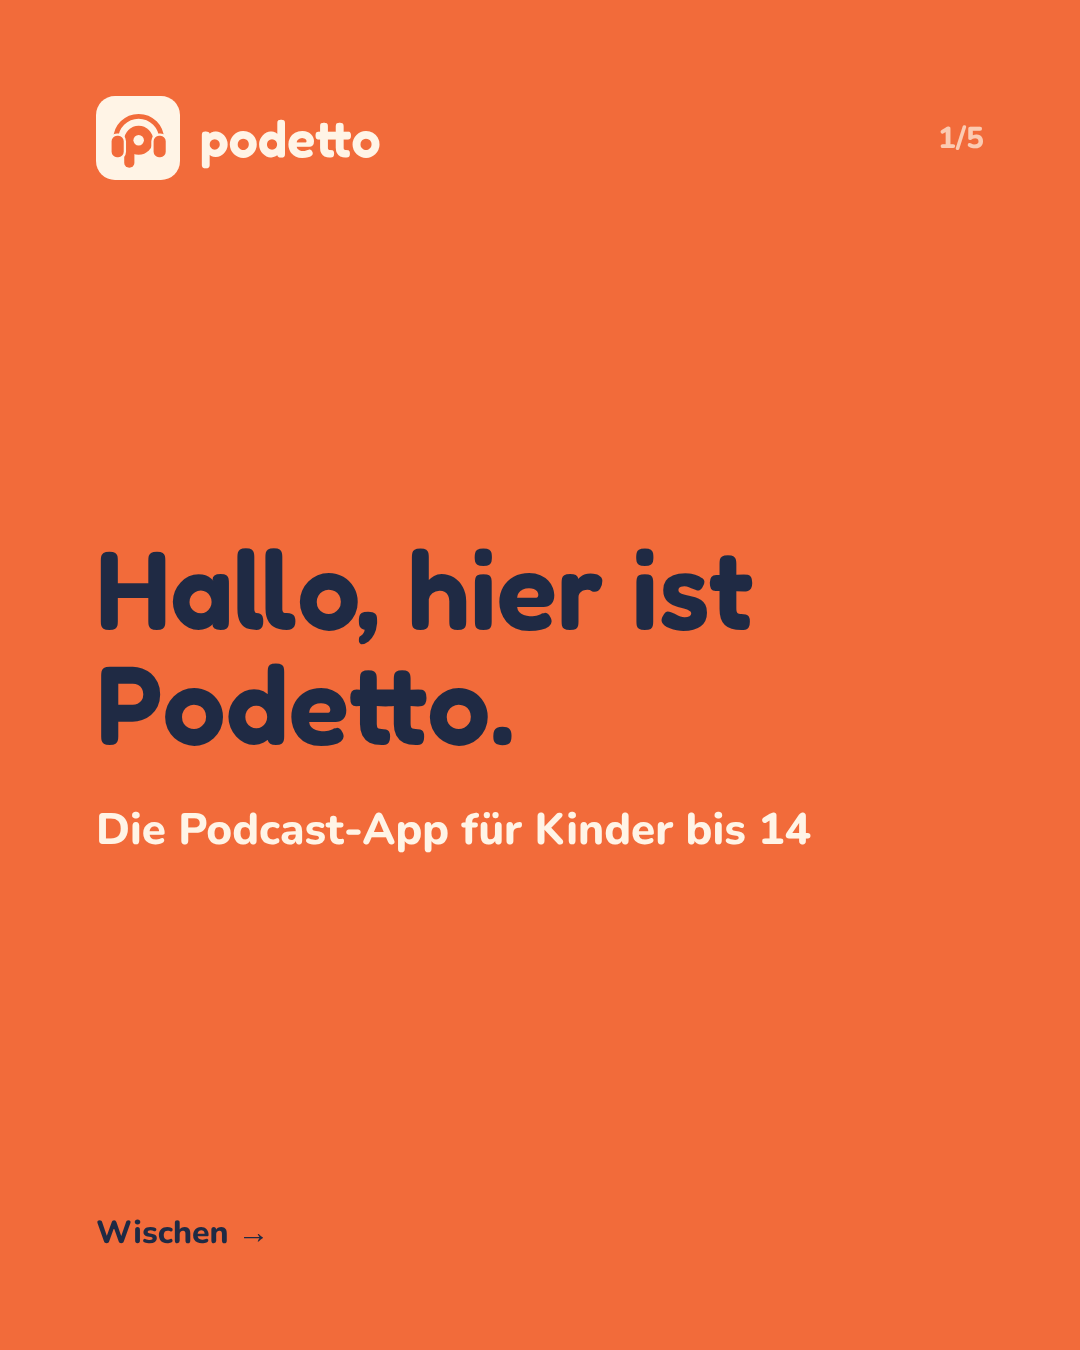 podetto
1/5
Hallo, hier ist
Podetto.
Die Podcast-App für Kinder bis 14
Wischen →